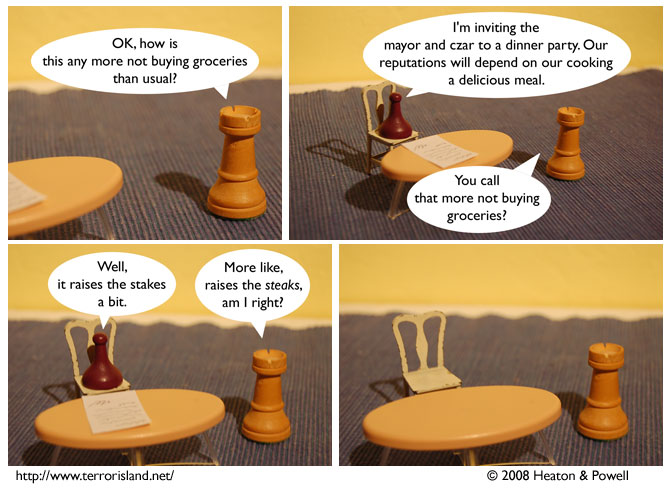 OK, how is
this any more not buying groceries
than usual?
I'm inviting the
mayor and czar to a dinner party. Our
reputations will depend on our cooking
a delicious meal.
You call
that more not buying
groceries?
Well,
it raises the stakes
a bit.
More like,
raises the steaks,
am I right?
http://www.terrorisland.net/
© 2008 Heaton & Powell